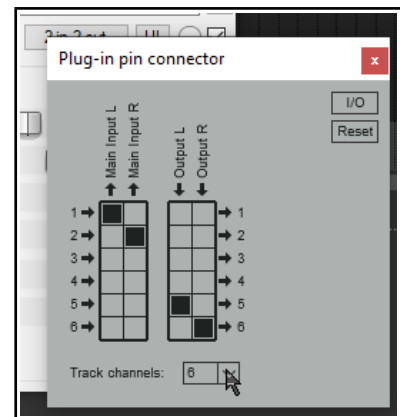 2 in 2 out UI
Plug-in pin connector x
I/O
Reset
Main Input L
Main Input R
Output L
Output R
1 1
2 2
3 3
4 4
5 5
6 6
Track channels: 6